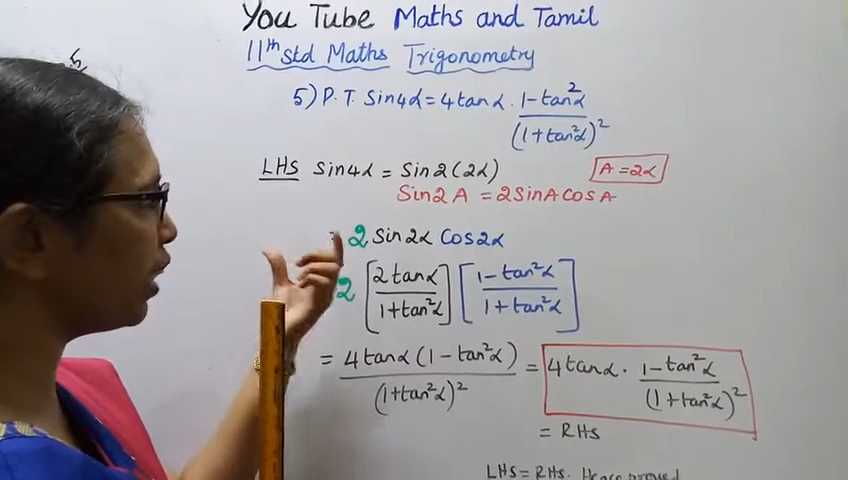 You Tube Maths and Tamil
11th Std Maths Trigonometry
5) P.T. Sin4α = 4tanα . 1-tan²α / (1+tan²α)²
LHS Sin4α = Sin2(2α) A = 2α
Sin2A = 2SinA CosA
2 Sin2α Cos2α
2 [2tanα / 1+tan²α] [1-tan²α / 1+tan²α]
= 4tanα(1-tan²α) / (1+tan²α)² = 4tanα . 1-tan²α / (1+tan²α)²
= RHS
LHS = RHS. Hence proved